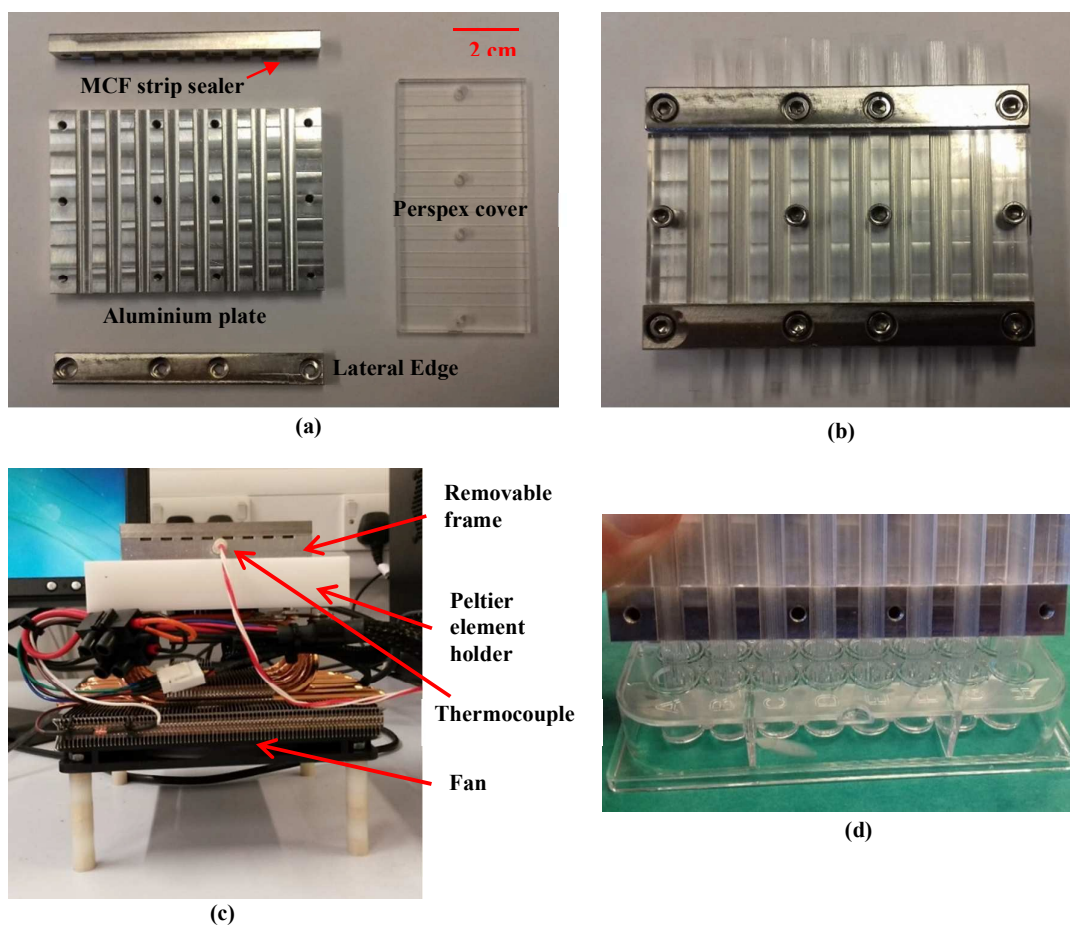 2 cm
MCF strip sealer
Perspex cover
Aluminium plate
Lateral Edge
(a)
(b)
Removable
frame
Peltier
element
holder
Thermocouple
Fan
(c)
(d)